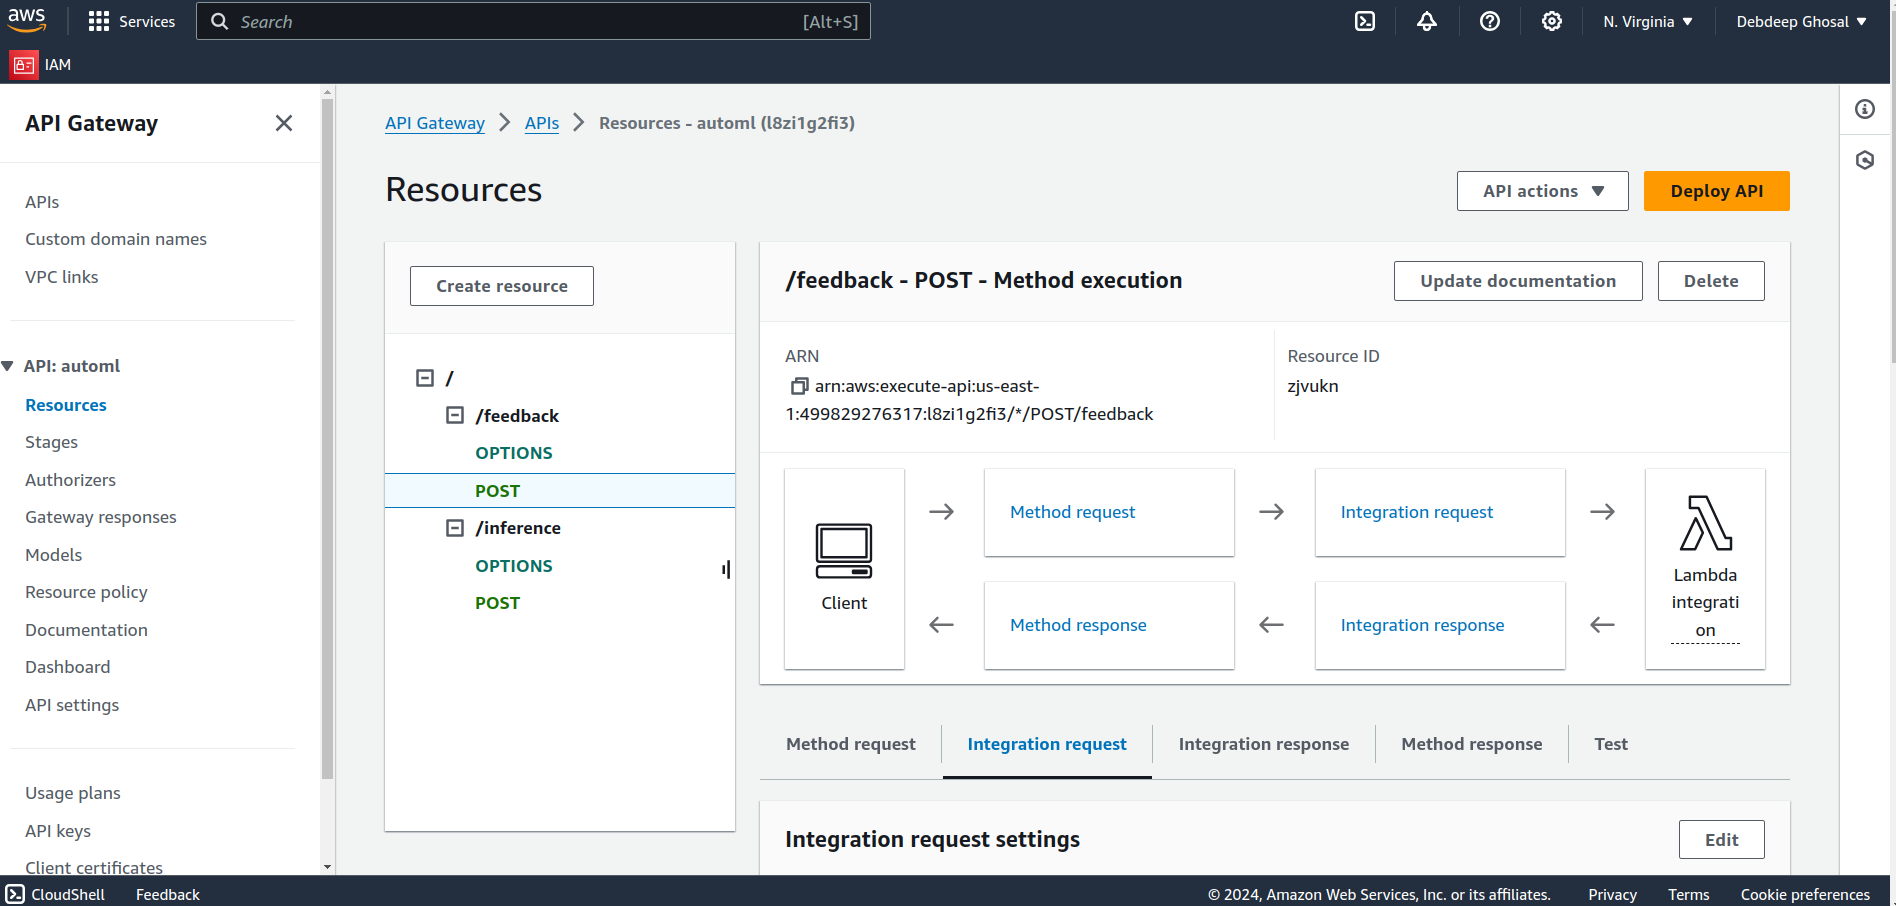 aws
Services
Search
[Alt+S]
N. Virginia
Debdeep Ghosal
IAM
API Gateway
APIs
Custom domain names
VPC links
API: automl
Resources
Stages
Authorizers
Gateway responses
Models
Resource policy
Documentation
Dashboard
API settings
Usage plans
API keys
Client certificates
API Gateway
APIs
Resources - automl (l8zi1g2fi3)
Resources
API actions
Deploy API
Create resource
/
/feedback
OPTIONS
POST
/inference
OPTIONS
POST
/feedback - POST - Method execution
Update documentation
Delete
ARN
arn:aws:execute-api:us-east-
1:499829276317:l8zi1g2fi3/*/POST/feedback
Resource ID
zjvukn
Client
Method request
Integration request
Lambda
integrati
on
Method response
Integration response
Method request
Integration request
Integration response
Method response
Test
Integration request settings
Edit
CloudShell
Feedback
© 2024, Amazon Web Services, Inc. or its affiliates.
Privacy
Terms
Cookie preferences